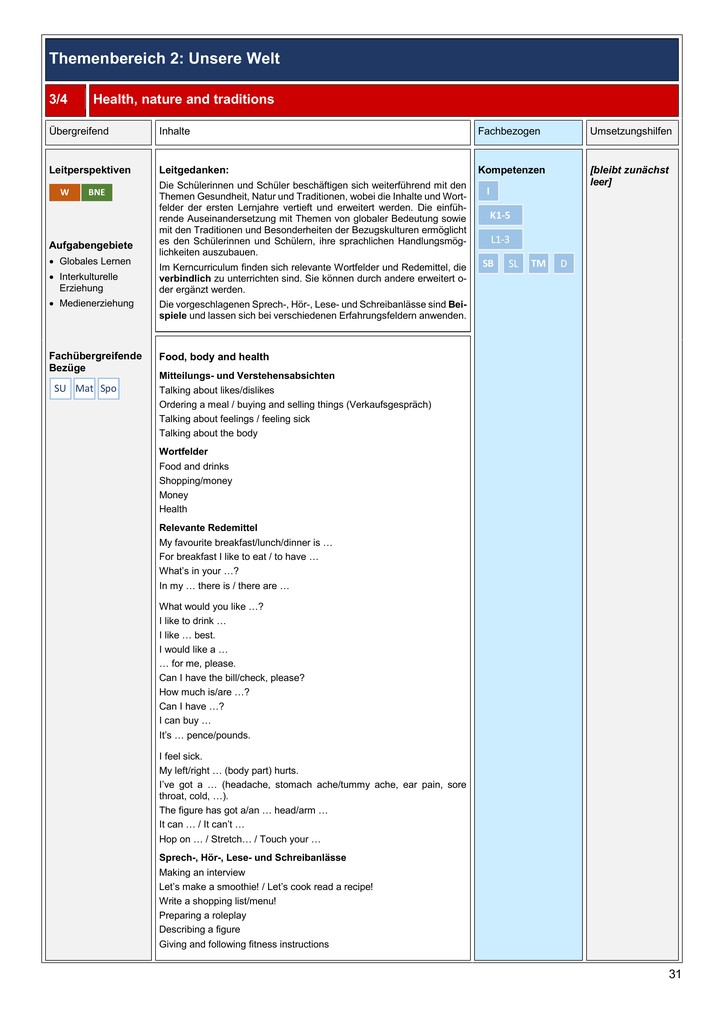 Themenbereich 2: Unsere Welt
3/4
Health, nature and traditions
Übergreifend
Inhalte
Fachbezogen
Umsetzungshilfen
Leitperspektiven
W
BNE
Aufgabengebiete
• Globales Lernen
• Interkulturelle
Erziehung
• Medienerziehung
Fachübergreifende
Bezüge
SU
Mat
Spo
Leitgedanken:
Die Schülerinnen und Schüler beschäftigen sich weiterführend mit den
Themen Gesundheit, Natur und Traditionen, wobei die Inhalte und Wort-
felder der ersten Lernjahre vertieft und erweitert werden. Die einfüh-
rende Auseinandersetzung mit Themen von globaler Bedeutung sowie
mit den Traditionen und Besonderheiten der Bezugskulturen ermöglicht
es den Schülerinnen und Schülern, ihre sprachlichen Handlungsmög-
lichkeiten auszubauen.
Im Kerncurriculum finden sich relevante Wortfelder und Redemittel, die
verbindlich zu unterrichten sind. Sie können durch andere erweitert o-
der ergänzt werden.
Die vorgeschlagenen Sprech-, Hör-, Lese- und Schreibanlässe sind Bei-
spiele und lassen sich bei verschiedenen Erfahrungsfeldern anwenden.
Food, body and health
Mitteilungs- und Verstehensabsichten
Talking about likes/dislikes
Ordering a meal / buying and selling things (Verkaufsgespräch)
Talking about feelings / feeling sick
Talking about the body
Wortfelder
Food and drinks
Shopping/money
Money
Health
Relevante Redemittel
My favourite breakfast/lunch/dinner is …
For breakfast I like to eat / to have …
What's in your …?
In my … there is / there are …
What would you like …?
I like to drink …
I like … best.
I would like a …
… for me, please.
Can I have the bill/check, please?
How much is/are …?
Can I have …?
I can buy …
It's … pence/pounds.
I feel sick.
My left/right … (body part) hurts.
I've got a … (headache, stomach ache/tummy ache, ear pain, sore
throat, cold, …).
The figure has got a/an … head/arm …
It can … / It can't …
Hop on … / Stretch… / Touch your …
Sprech-, Hör-, Lese- und Schreibanlässe
Making an interview
Let's make a smoothie! / Let's cook read a recipe!
Write a shopping list/menu!
Preparing a roleplay
Describing a figure
Giving and following fitness instructions
Kompetenzen
I
K1-5
L1-3
SB
SL
TM
D
[bleibt zunächst
leer]
31